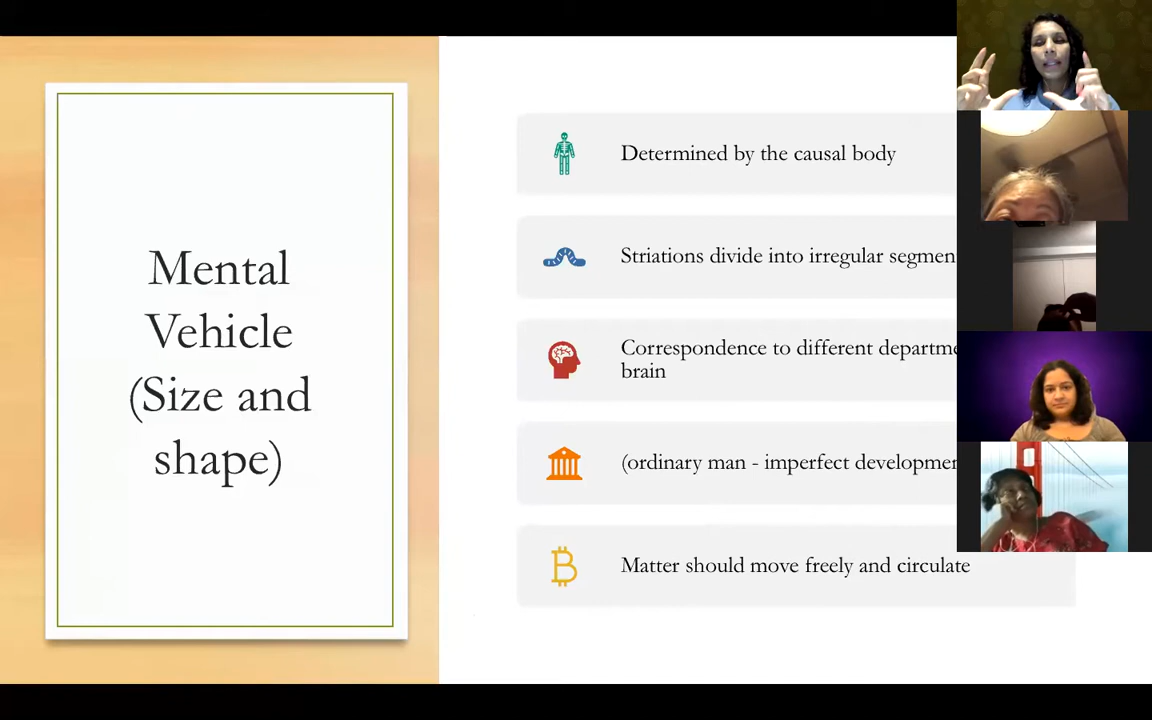 Mental
Vehicle
(Size and
shape)
Determined by the causal body
Striations divide into irregular
Correspondence to different
brain
(ordinary man - imperfect
Matter should move freely and circulate